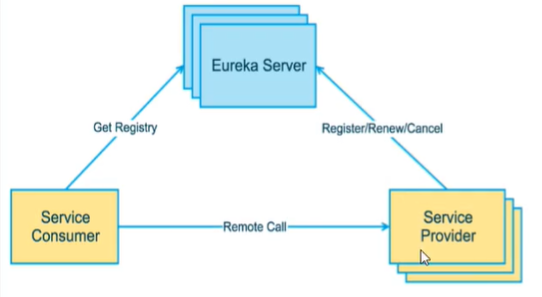 Eureka Server
Get Registry
Register/Renew/Cancel
Service
Consumer
Remote Call
Service
Provider